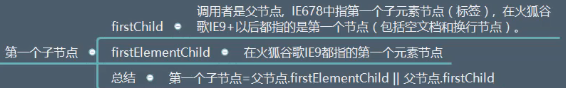 firstChild
调用者是父节点，IE678中指第一个子元素节点（标签），在火狐谷
歌IE9+以后都指的是第一个节点（包括空文档和换行节点）。
第一个子节点
firstElementChild
在火狐谷歌IE9都指的第一个元素节点
总结
第一个子节点=父节点.firstElementChild || 父节点.firstChild